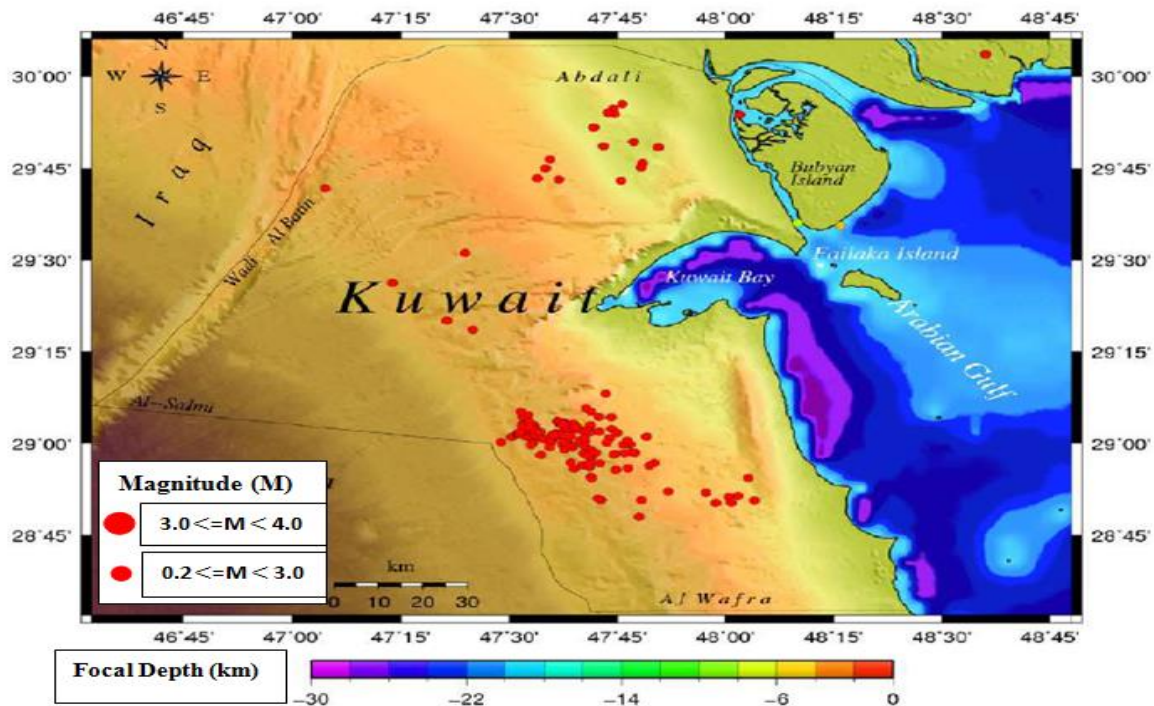 46°45' 47°00' 47°15' 47°30' 47°45' 48°00' 48°15' 48°30' 48°45'
30°00' 30°00'
29°45' 29°45'
29°30' 29°30'
29°15' 29°15'
29°00' 29°00'
28°45' 28°45'
N
W E
S
Abdali
Iraq
Bubyan
Island
Wadi Al Batin
Failaka Island
Kuwait Bay
Kuwait
Arabian Gulf
Al-Salmi
Magnitude (M)
3.0<=M < 4.0
0.2<=M < 3.0
km
0 10 20 30
Al Wafra
46°45' 47°00' 47°15' 47°30' 47°45' 48°00' 48°15' 48°30' 48°45'
Focal Depth (km)
−30 −22 −14 −6 0